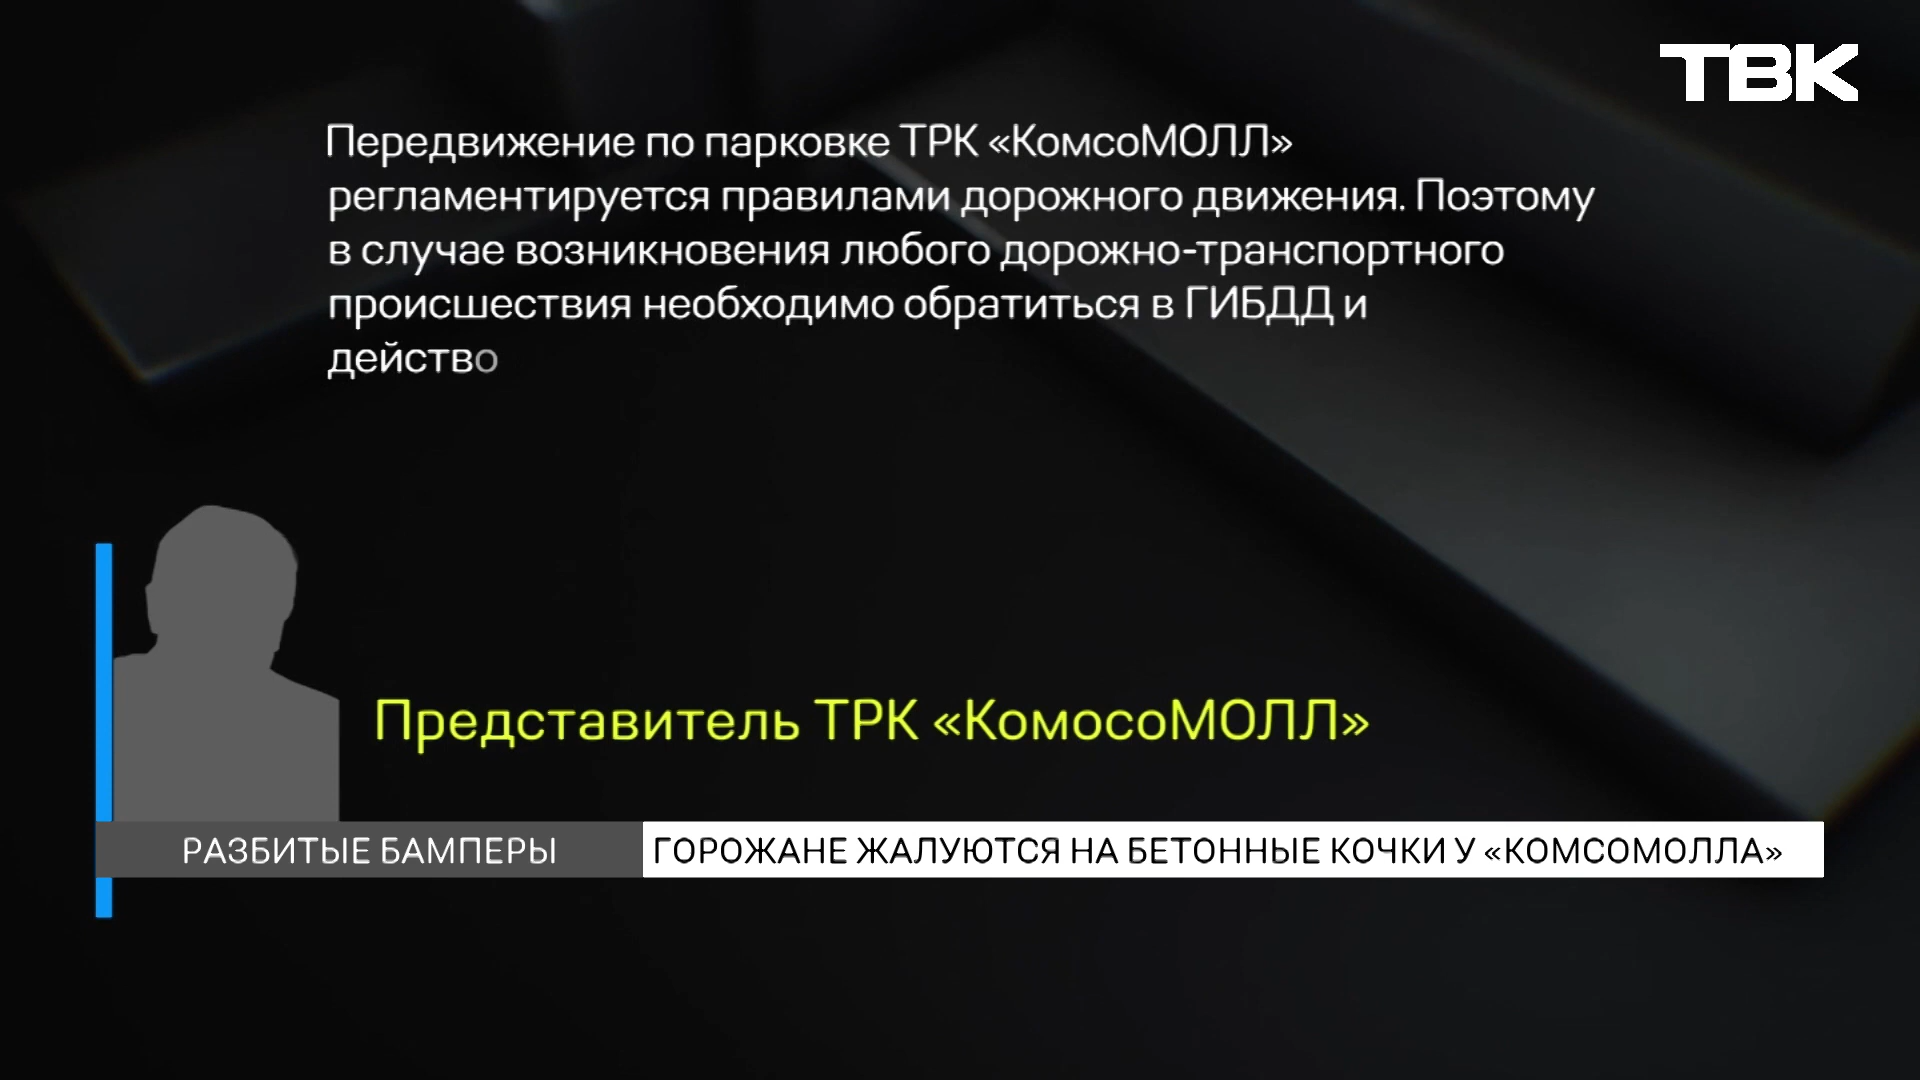 ТВК
Передвижение по парковке ТРК «КомсоМОЛЛ»
регламентируется правилами дорожного движения. Поэтому
в случае возникновения любого дорожно-транспортного
происшествия необходимо обратиться в ГИБДД и
действо
Представитель ТРК «КомосоМОЛЛ»
РАЗБИТЫЕ БАМПЕРЫ
ГОРОЖАНЕ ЖАЛУЮТСЯ НА БЕТОННЫЕ КОЧКИ У «КОМСОМОЛЛА»